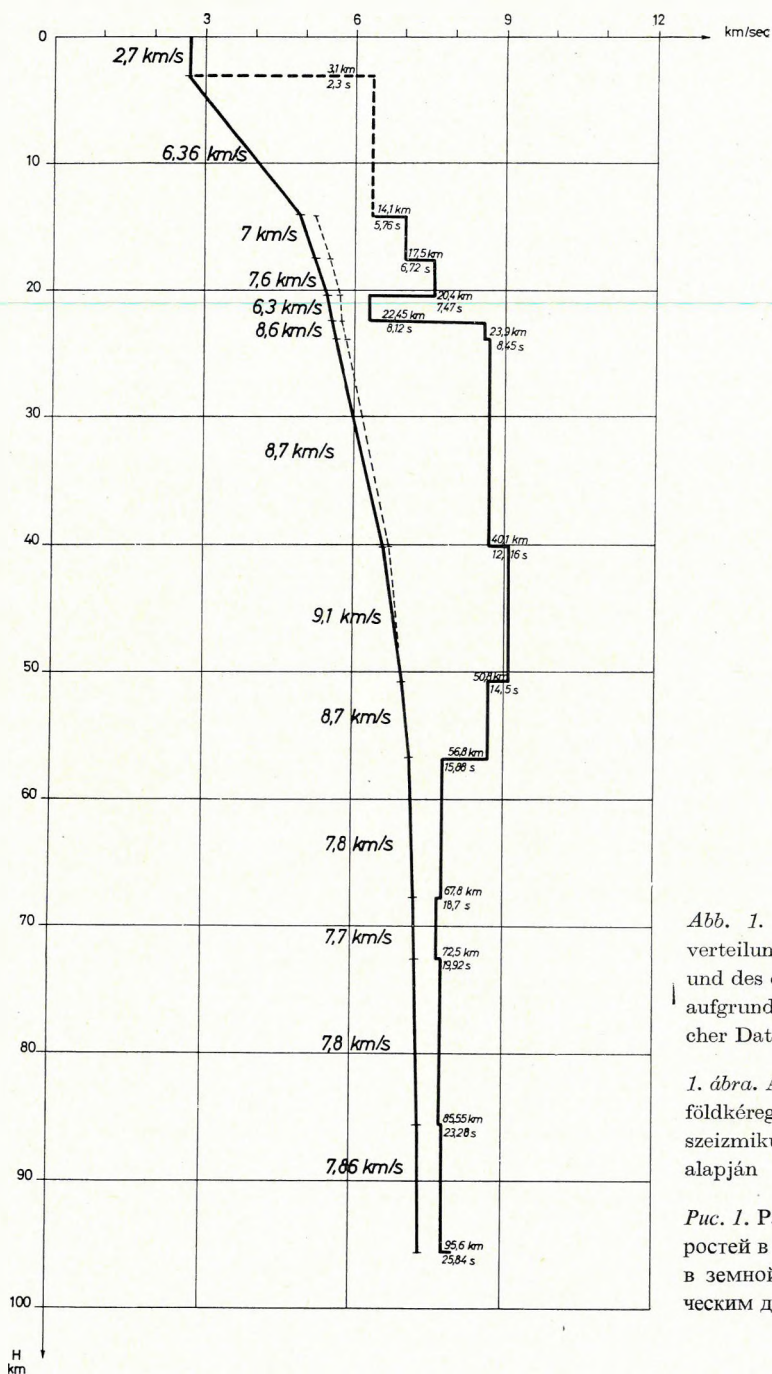 3 6 9 12 km/sec
0
2,7 km/s
3,1 km
2,3 s
6,36 km/s
10
14,1 km
5,76 s
7 km/s
17,5 km
6,72 s
7,6 km/s
20
20,4 km
7,47 s
6,3 km/s
22,45 km
8,12 s
8,6 km/s
23,9 km
8,45 s
30
8,7 km/s
40
40,1 km
9,1 km/s
50
14,5 s
8,7 km/s
56,8 km
15,88 s
60
7,8 km/s
67,8 km
18,7 s
70
7,7 km/s
72,5 km
19,92 s
80
7,8 km/s
85,55 km
23,28 s
7,86 km/s
90
95,6 km
25,84 s
100
H
km
Abb. 1.
verteilun
und des
aufgrund
cher Dat
1. ábra. A
földkéreg
szeizmiku
alapján
Рис. 1. Р
ростей в
в земной
ческим д